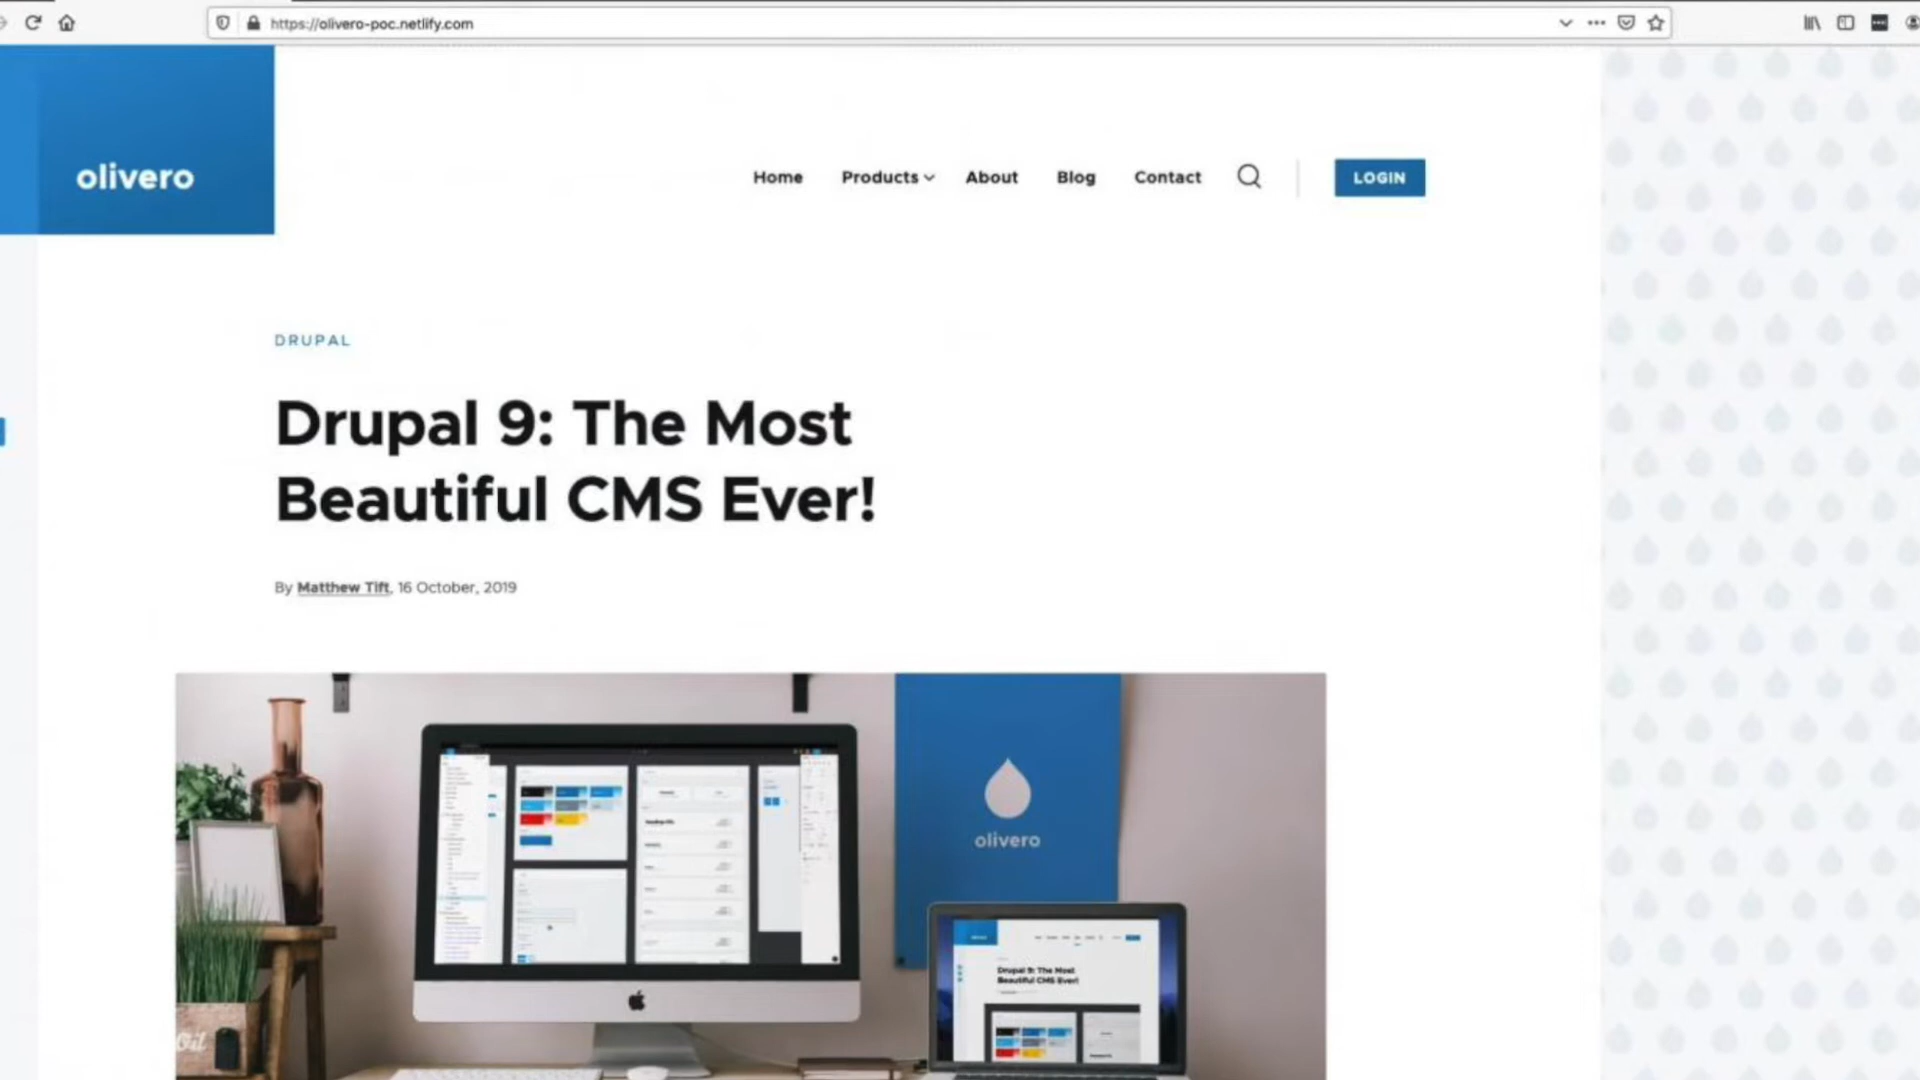 https://olivero-poc.netlify.com
olivero
Home Products About Blog Contact LOGIN
DRUPAL
Drupal 9: The Most
Beautiful CMS Ever!
By Matthew Tift, 16 October, 2019
olivero
Drupal 9: The Most
Beautiful CMS Ever!
Oil